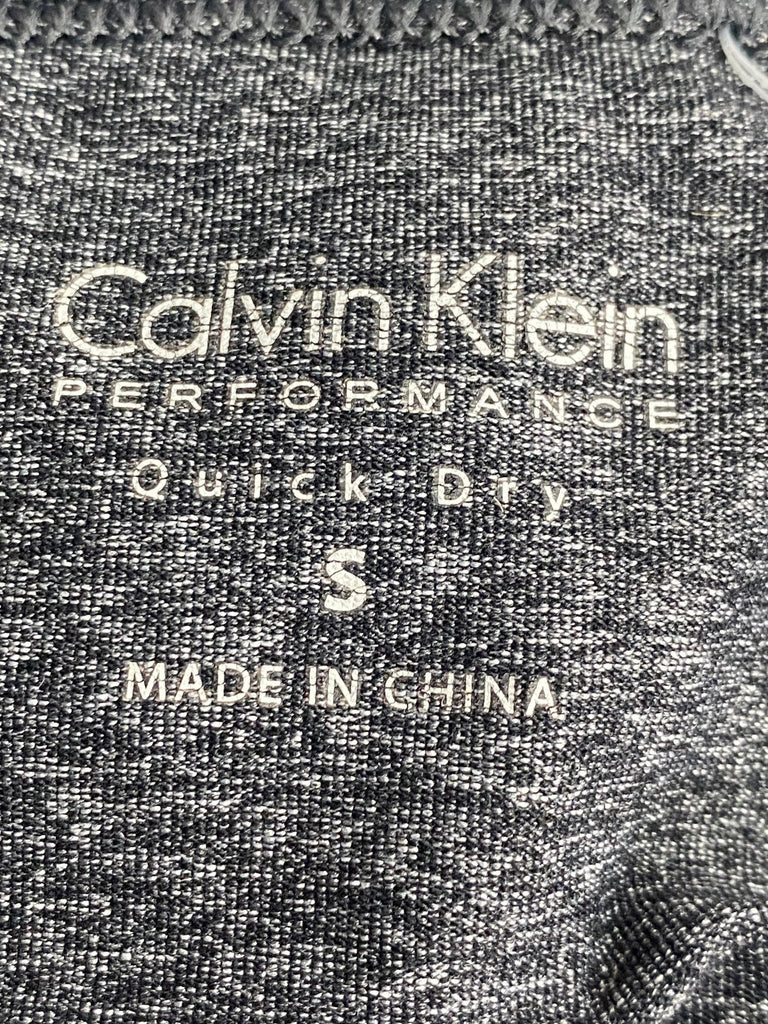 Calvin Klein
PERFORMANCE
Quick Dry
S
MADE IN CHINA